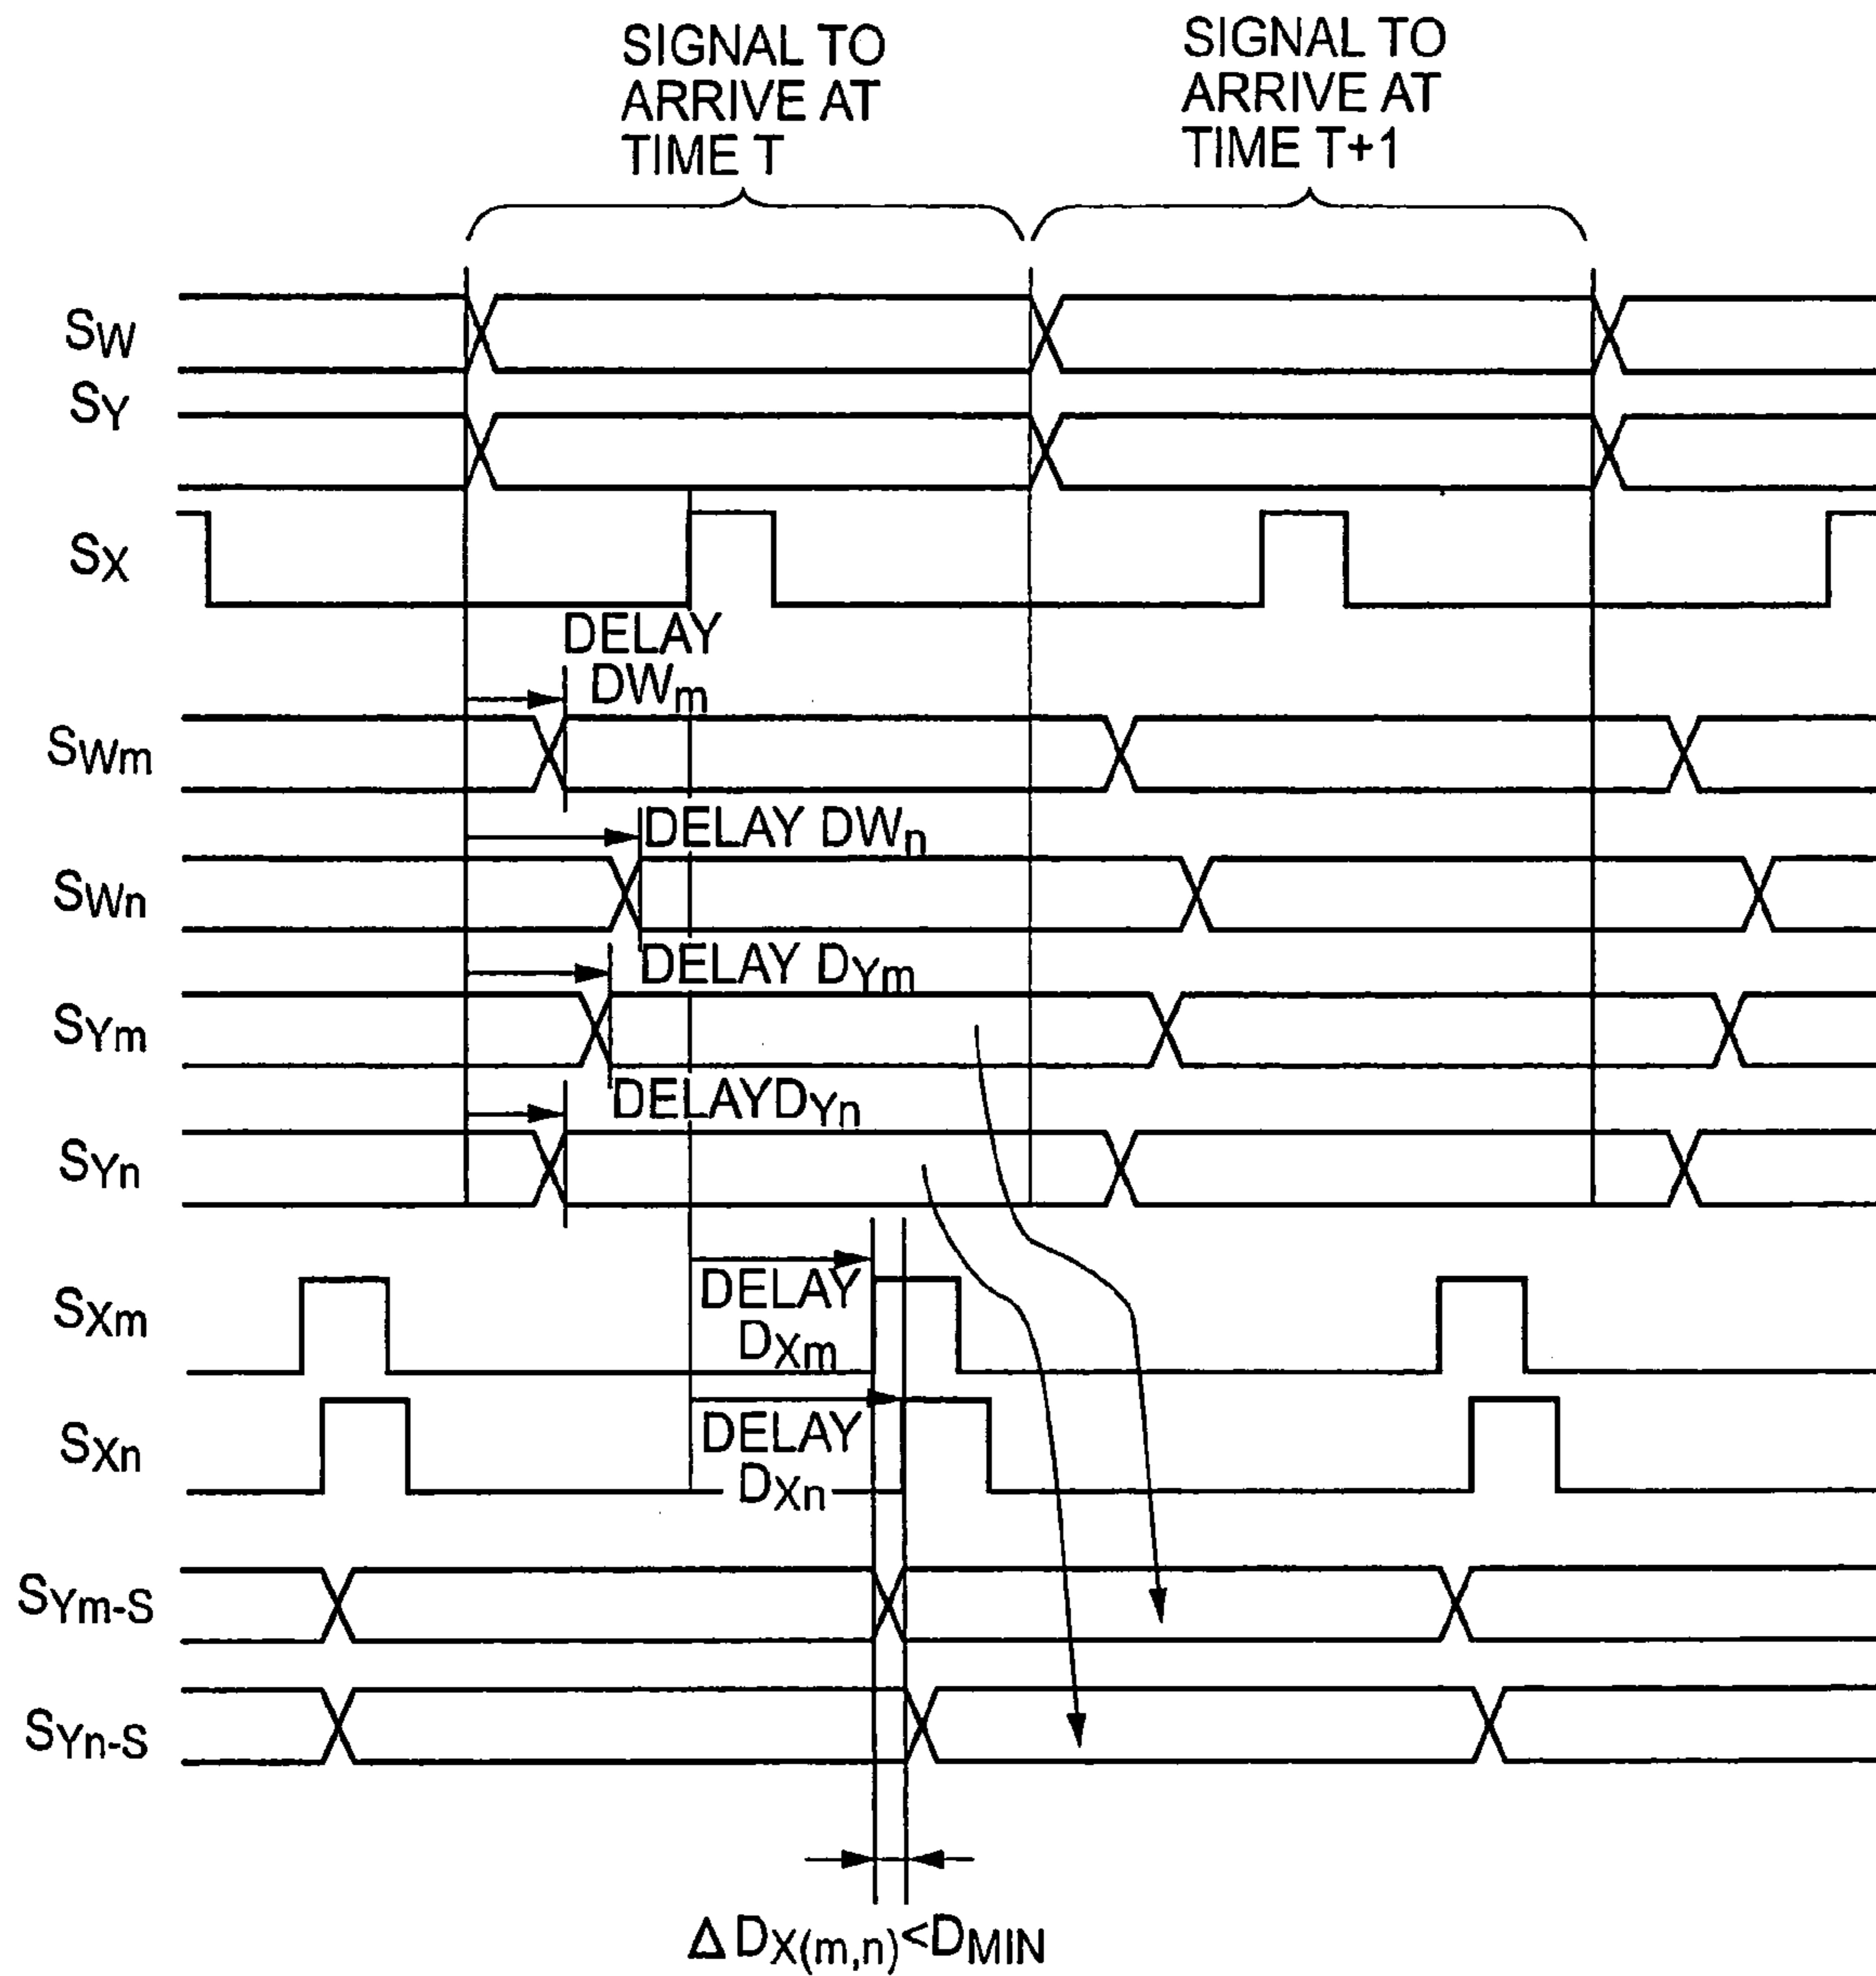 SIGNAL TO
ARRIVE AT
TIME T
SIGNAL TO
ARRIVE AT
TIME T+1
SW
SY
SX
DELAY
DWm
SWm
DELAY DWn
SWn
DELAY DYm
SYm
DELAYDYn
SYn
DELAY
DXm
SXm
DELAY
DXn
SXn
SYm-S
SYn-S
ΔDX(m,n)<DMIN